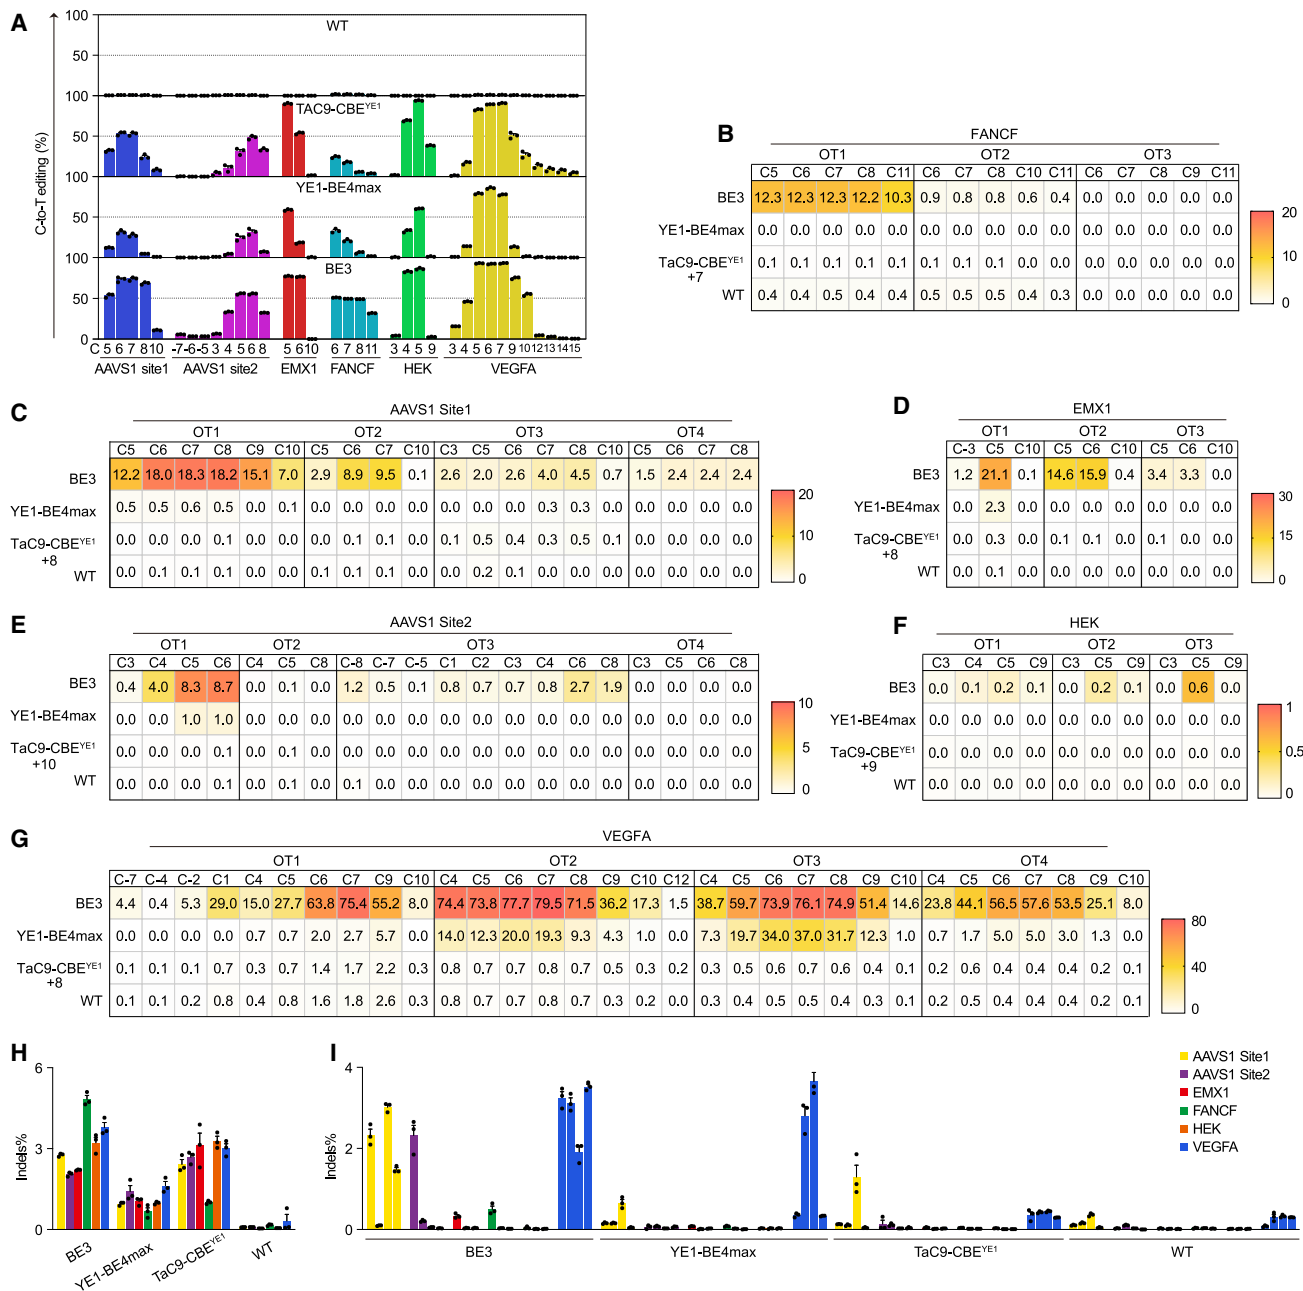 A
C-to-T editing (%)
100
50
WT
100
50
TAC9-CBEYE1
100
50
YE1-BE4max
100
50
0
BE3
C 5 6 7 8 10 -7 -6 -5 3 4 5 6 8 5 6 10 6 7 8 11 3 4 5 9 3 4 5 6 7 9 10 12 13 14 15
AAVS1 site1 AAVS1 site2 EMX1 FANCF HEK VEGFA
B
FANCF
OT1 OT2 OT3
C5 C6 C7 C8 C11 C6 C7 C8 C10 C11 C6 C7 C8 C9 C11
BE3 12.3 12.3 12.3 12.2 10.3 0.9 0.8 0.8 0.6 0.4 0.0 0.0 0.0 0.0 0.0
YE1-BE4max 0.0 0.0 0.0 0.0 0.0 0.0 0.0 0.0 0.0 0.0 0.0 0.0 0.0 0.0 0.0
TaC9-CBEYE1 +7 0.1 0.1 0.1 0.1 0.1 0.1 0.1 0.1 0.0 0.0 0.0 0.0 0.0 0.0 0.0
WT 0.4 0.4 0.5 0.4 0.4 0.5 0.5 0.5 0.4 0.3 0.0 0.0 0.0 0.0 0.0
20
10
0
C
AAVS1 Site1
OT1 OT2 OT3 OT4
C5 C6 C7 C8 C9 C10 C5 C6 C7 C10 C3 C5 C6 C7 C8 C10 C5 C6 C7 C8
BE3 12.2 18.0 18.3 18.2 15.1 7.0 2.9 8.9 9.5 0.1 2.6 2.0 2.6 4.0 4.5 0.7 1.5 2.4 2.4 2.4
YE1-BE4max 0.5 0.5 0.6 0.5 0.0 0.1 0.0 0.0 0.0 0.0 0.0 0.0 0.0 0.3 0.3 0.0 0.0 0.0 0.0 0.0
TaC9-CBEYE1 +8 0.0 0.1 0.1 0.1 0.0 0.0 0.0 0.1 0.1 0.0 0.1 0.5 0.4 0.3 0.5 0.1 0.0 0.0 0.0 0.0
WT 0.0 0.1 0.1 0.1 0.0 0.0 0.1 0.1 0.1 0.0 0.0 0.2 0.1 0.0 0.0 0.0 0.0 0.0 0.0 0.0
20
10
0
D
EMX1
OT1 OT2 OT3
C-3 C5 C10 C5 C6 C10 C5 C6 C10
BE3 1.2 21.1 0.1 14.6 15.9 0.4 3.4 3.3 0.0
YE1-BE4max 0.0 2.3 0.0 0.0 0.0 0.0 0.0 0.0 0.0
TaC9-CBEYE1 +8 0.0 0.3 0.0 0.1 0.1 0.0 0.1 0.0 0.0
WT 0.0 0.1 0.0 0.0 0.0 0.0 0.0 0.0 0.0
30
15
0
E
AAVS1 Site2
OT1 OT2 OT3 OT4
C3 C4 C5 C6 C4 C5 C8 C-8 C-7 C-5 C1 C2 C3 C4 C6 C8 C4 C5 C6 C8
BE3 0.4 4.0 8.3 8.7 0.0 0.1 0.0 1.2 0.5 0.1 0.8 0.7 0.7 0.8 2.7 1.9 0.0 0.0 0.0 0.0
YE1-BE4max 0.0 0.0 1.0 1.0 0.0 0.0 0.0 0.0 0.0 0.0 0.0 0.0 0.0 0.0 0.0 0.0 0.0 0.0 0.0 0.0
TaC9-CBEYE1 +10 0.0 0.0 0.0 0.1 0.0 0.1 0.0 0.0 0.0 0.0 0.0 0.0 0.0 0.0 0.0 0.0 0.0 0.0 0.0 0.0
WT 0.0 0.0 0.0 0.1 0.0 0.1 0.0 0.1 0.0 0.0 0.0 0.0 0.0 0.0 0.0 0.0 0.0 0.0 0.0 0.0
10
5
0
F
HEK
OT1 OT2 OT3
C3 C4 C5 C9 C3 C5 C9 C3 C5 C9
BE3 0.0 0.1 0.2 0.1 0.0 0.2 0.1 0.0 0.6 0.0
YE1-BE4max 0.0 0.0 0.0 0.0 0.0 0.0 0.0 0.0 0.0 0.0
TaC9-CBEYE1 +9 0.0 0.0 0.0 0.0 0.0 0.0 0.0 0.0 0.0 0.0
WT 0.0 0.0 0.0 0.0 0.0 0.0 0.0 0.0 0.0 0.0
1
0.5
0
G
VEGFA
OT1 OT2 OT3 OT4
C-7 C-4 C-2 C1 C4 C5 C6 C7 C9 C10 C4 C5 C6 C7 C8 C9 C10 C12 C4 C5 C6 C7 C8 C9 C10 C4 C5 C6 C7 C8 C9 C10
BE3 4.4 0.4 5.3 29.0 15.0 27.7 63.8 75.4 55.2 8.0 74.4 73.8 77.7 79.5 71.5 36.2 17.3 1.5 38.7 59.7 73.9 76.1 74.9 51.4 14.6 23.8 44.1 56.5 57.6 53.5 25.1 8.0
YE1-BE4max 0.0 0.0 0.0 0.0 0.7 0.7 2.0 2.7 5.7 0.0 14.0 12.3 20.0 19.3 9.3 4.3 1.0 0.0 7.3 19.7 34.0 37.0 31.7 12.3 1.0 0.7 1.7 5.0 5.0 3.0 1.3 0.0
TaC9-CBEYE1 +8 0.1 0.1 0.1 0.7 0.3 0.7 1.4 1.7 2.2 0.3 0.8 0.7 0.7 0.8 0.7 0.5 0.3 0.2 0.3 0.5 0.6 0.7 0.6 0.4 0.1 0.2 0.6 0.4 0.4 0.4 0.2 0.1
WT 0.1 0.1 0.2 0.8 0.4 0.8 1.6 1.8 2.6 0.3 0.8 0.7 0.7 0.8 0.7 0.3 0.2 0.0 0.3 0.4 0.5 0.5 0.4 0.3 0.1 0.2 0.5 0.4 0.4 0.4 0.2 0.1
80
40
0
H
Indels%
6
3
0
BE3 YE1-BE4max TaC9-CBEYE1 WT
I
Indels%
4
2
0
BE3 YE1-BE4max TaC9-CBEYE1 WT
AAVS1 Site1
AAVS1 Site2
EMX1
FANCF
HEK
VEGFA